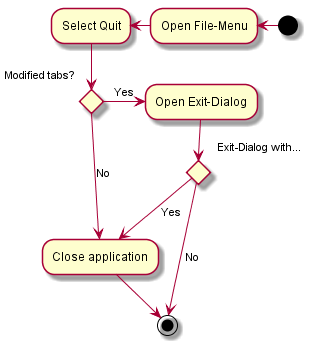 Select Quit
Open File-Menu
Modified tabs?
Yes
Open Exit-Dialog
Exit-Dialog with...
No
Yes
Close application
No